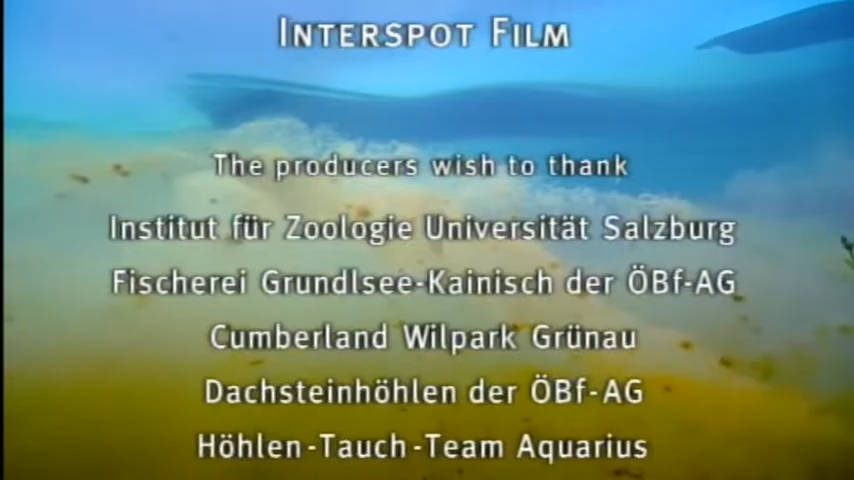 INTERSPOT FILM
The producers wish to thank
Institut für Zoologie Universität Salzburg
Fischerei Grundlsee-Kainisch der ÖBf-AG
Cumberland Wilpark Grünau
Dachsteinhöhlen der ÖBf-AG
Höhlen-Tauch-Team Aquarius